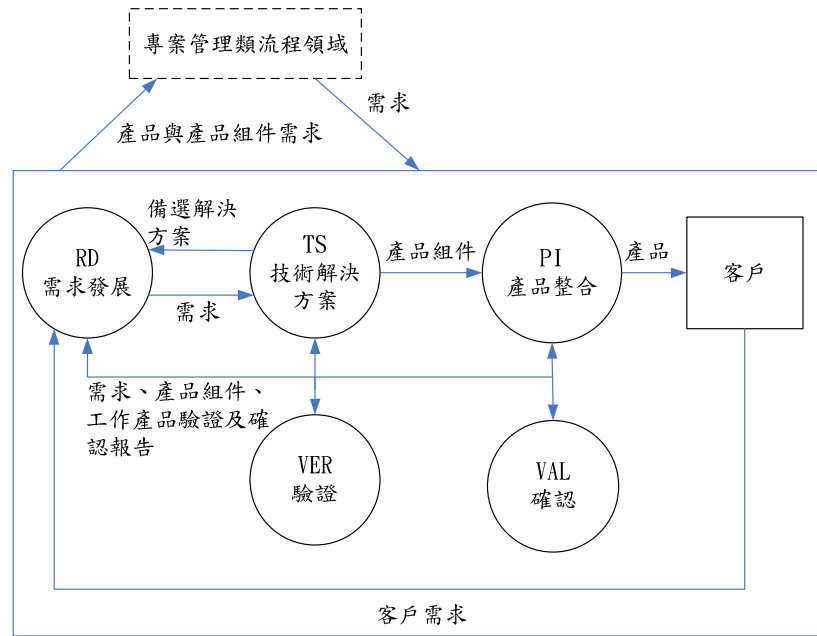 專案管理類流程領域
需求
產品與產品組件需求
備選解決
方案
RD
需求發展
需求
TS
技術解決
方案
產品組件
PI
產品整合
產品
客戶
需求、產品組件、
工作產品驗證及確
認報告
VER
驗證
VAL
確認
客戶需求